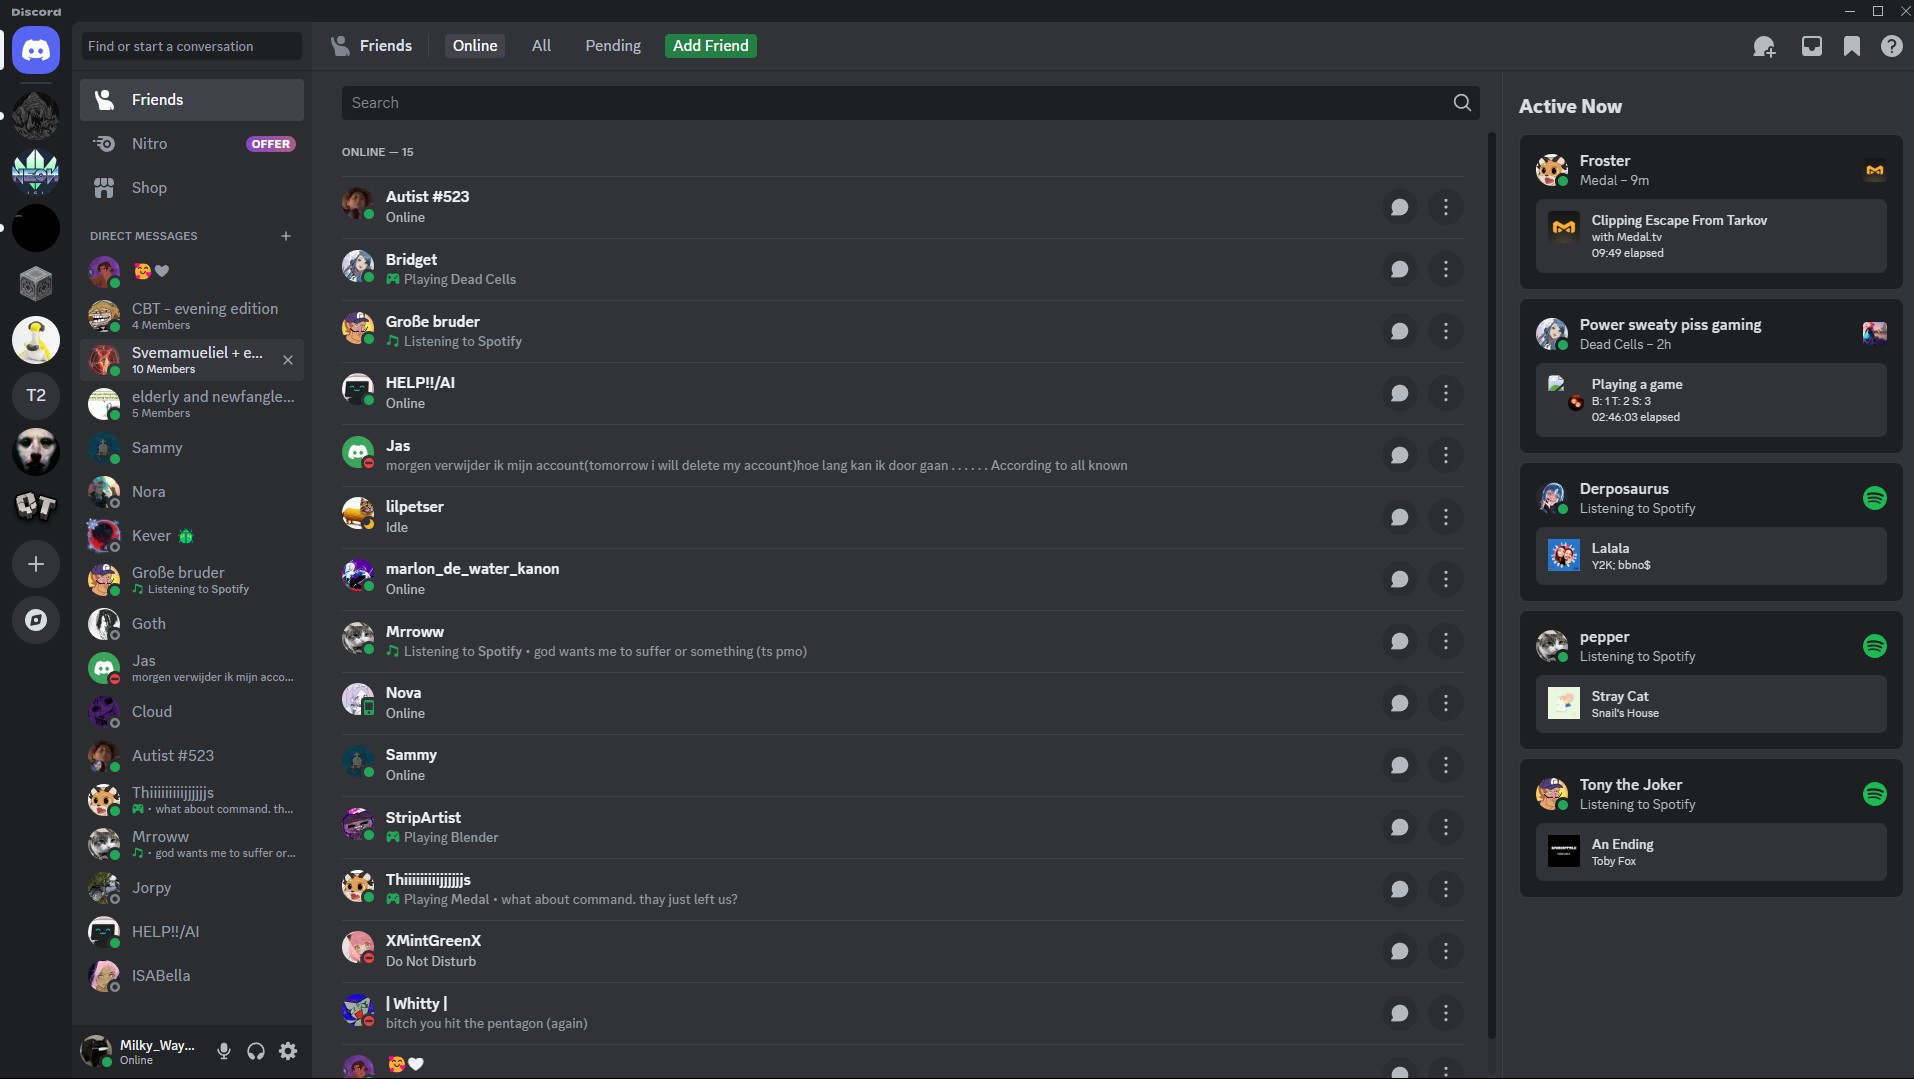 Discord
Find or start a conversation
Friends
Online
All
Pending
Add Friend
Friends
Nitro
OFFER
Shop
DIRECT MESSAGES
🥰🩶
CBT - evening edition
4 Members
Svemamueliel + e...
10 Members
elderly and newfangle...
5 Members
Sammy
Nora
Kever 🪲
Große bruder
Listening to Spotify
Goth
Jas
morgen verwijder ik mijn acco...
Cloud
Autist #523
Thiiiiiiiiijjjjjjs
• what about command. th...
Mrroww
• god wants me to suffer or...
Jorpy
HELP!!/AI
ISABella
Milky_Way...
Online
NEON
T2
QT
Search
ONLINE — 15
Autist #523
Online
Bridget
Playing Dead Cells
Große bruder
Listening to Spotify
HELP!!/AI
Online
Jas
morgen verwijder ik mijn account(tomorrow i will delete my account)hoe lang kan ik door gaan . . . . . . According to all known
lilpetser
Idle
marlon_de_water_kanon
Online
Mrroww
Listening to Spotify • god wants me to suffer or something (ts pmo)
Nova
Online
Sammy
Online
StripArtist
Playing Blender
Thiiiiiiiiijjjjjjs
Playing Medal • what about command. thay just left us?
XMintGreenX
Do Not Disturb
| Whitty |
bitch you hit the pentagon (again)
🥰🤍
Active Now
Froster
Medal – 9m
Clipping Escape From Tarkov
with Medal.tv
09:49 elapsed
Power sweaty piss gaming
Dead Cells – 2h
Playing a game
B: 1 T: 2 S: 3
02:46:03 elapsed
Derposaurus
Listening to Spotify
Lalala
Y2K; bbno$
pepper
Listening to Spotify
Stray Cat
Snail's House
Tony the Joker
Listening to Spotify
An Ending
Toby Fox